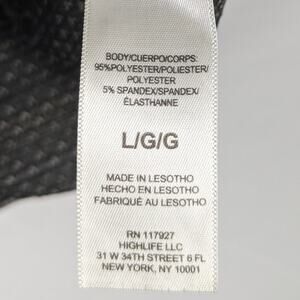 BODY/CUERPO/CORPS:
95%POLYESTER/POLIESTER/
POLYESTER
5% SPANDEX/SPANDEX/
ÉLASTHANNE
L/G/G
MADE IN LESOTHO
HECHO EN LESOTHO
FABRIQUÉ AU LESOTHO
RN 117927
HIGHLIFE LLC
31 W 34TH STREET 6 FL
NEW YORK, NY 10001